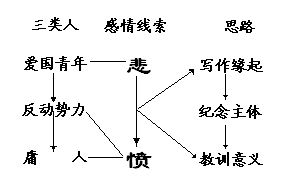 三类人 感情线索 思路
爱国青年 悲 写作缘起
反动势力 纪念主体
庸 人 愤 教训意义